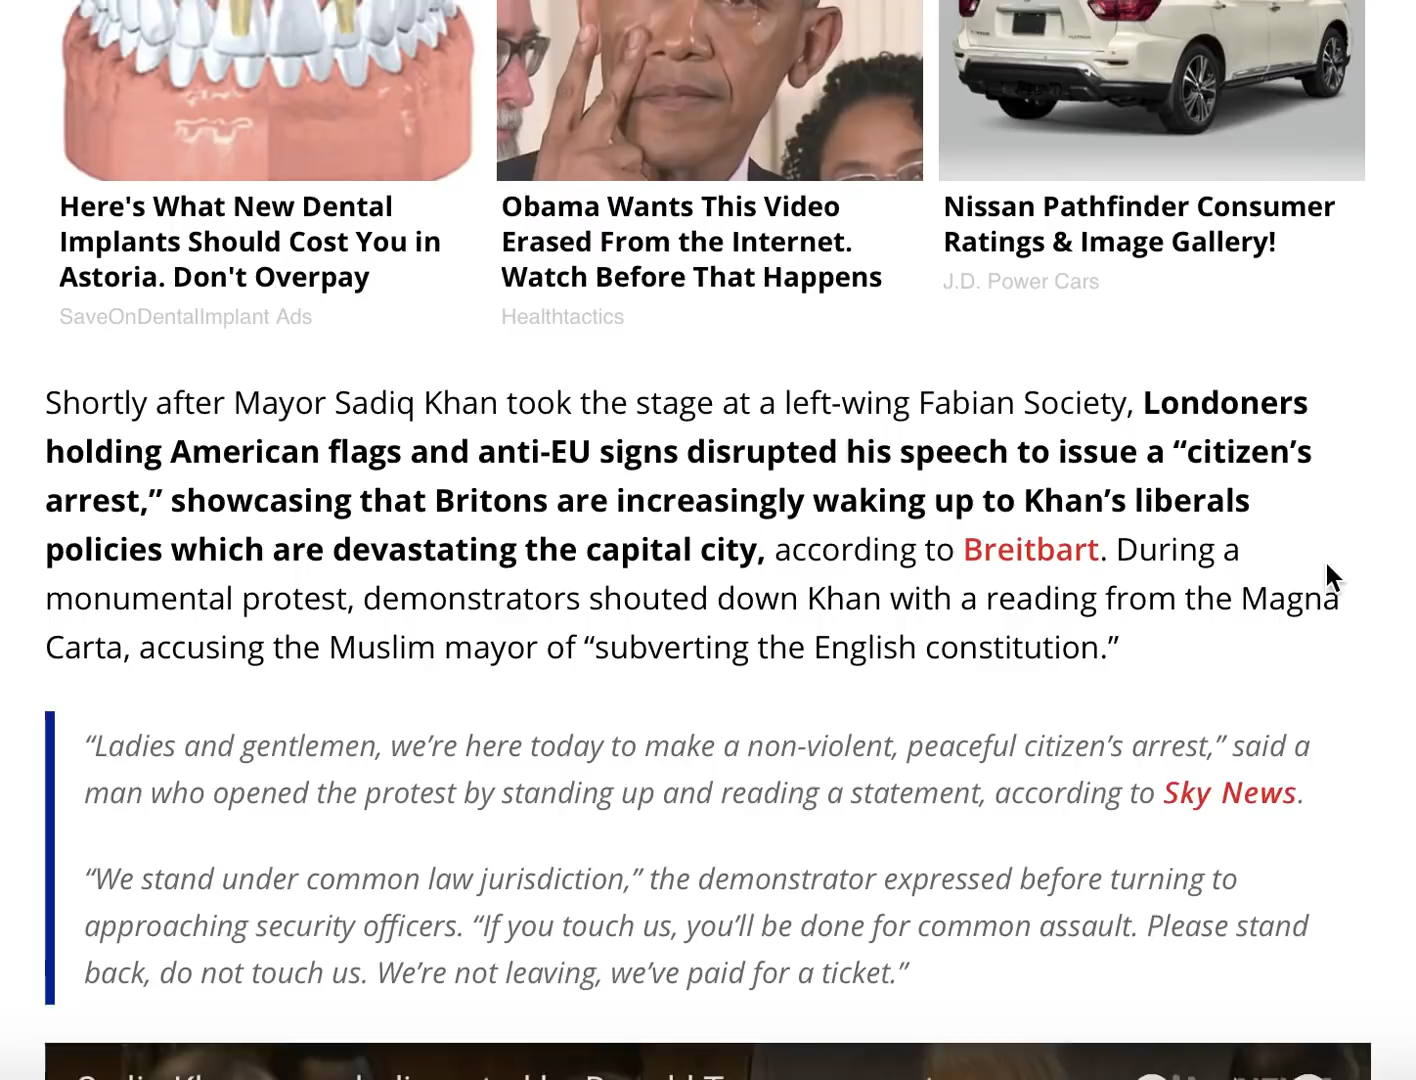 Here's What New Dental
Implants Should Cost You in
Astoria. Don't Overpay
SaveOnDentalImplant Ads
Obama Wants This Video
Erased From the Internet.
Watch Before That Happens
Healthtactics
Nissan Pathfinder Consumer
Ratings & Image Gallery!
J.D. Power Cars
Shortly after Mayor Sadiq Khan took the stage at a left-wing Fabian Society, Londoners
holding American flags and anti-EU signs disrupted his speech to issue a “citizen’s
arrest,” showcasing that Britons are increasingly waking up to Khan’s liberals
policies which are devastating the capital city, according to Breitbart. During a
monumental protest, demonstrators shouted down Khan with a reading from the Magna
Carta, accusing the Muslim mayor of “subverting the English constitution.”
“Ladies and gentlemen, we’re here today to make a non-violent, peaceful citizen’s arrest,” said a
man who opened the protest by standing up and reading a statement, according to Sky News.
“We stand under common law jurisdiction,” the demonstrator expressed before turning to
approaching security officers. “If you touch us, you’ll be done for common assault. Please stand
back, do not touch us. We’re not leaving, we’ve paid for a ticket.”